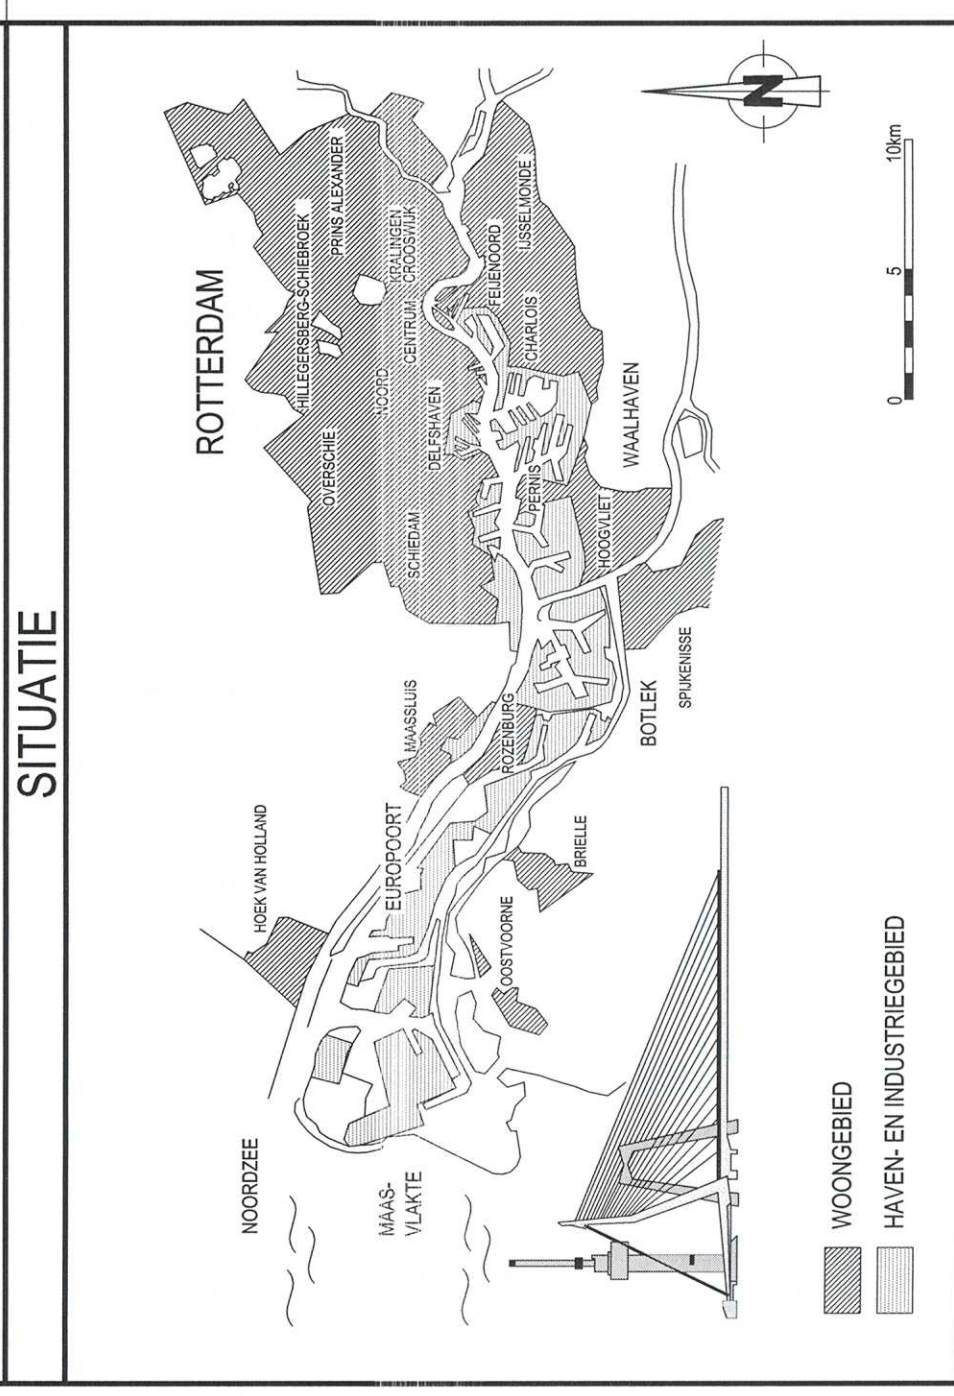 SITUATIE
ROTTERDAM
HILLEGERSBERG-SCHIEBROEK
PRINS ALEXANDER
OVERSCHIE
NOORD
KRALINGEN
CROOSWIJK
CENTRUM
DELFSHAVEN
SCHIEDAM
FEIJENOORD
IJSSELMONDE
CHARLOIS
PERNIS
WAALHAVEN
HOOGVLIET
SPIJKENISSE
BOTLEK
ROZENBURG
MAASSLUIS
EUROPOORT
HOEK VAN HOLLAND
BRIELLE
OOSTVOORNE
NOORDZEE
MAAS-
VLAKTE
N
0 5 10km
WOONGEBIED
HAVEN- EN INDUSTRIEGEBIED